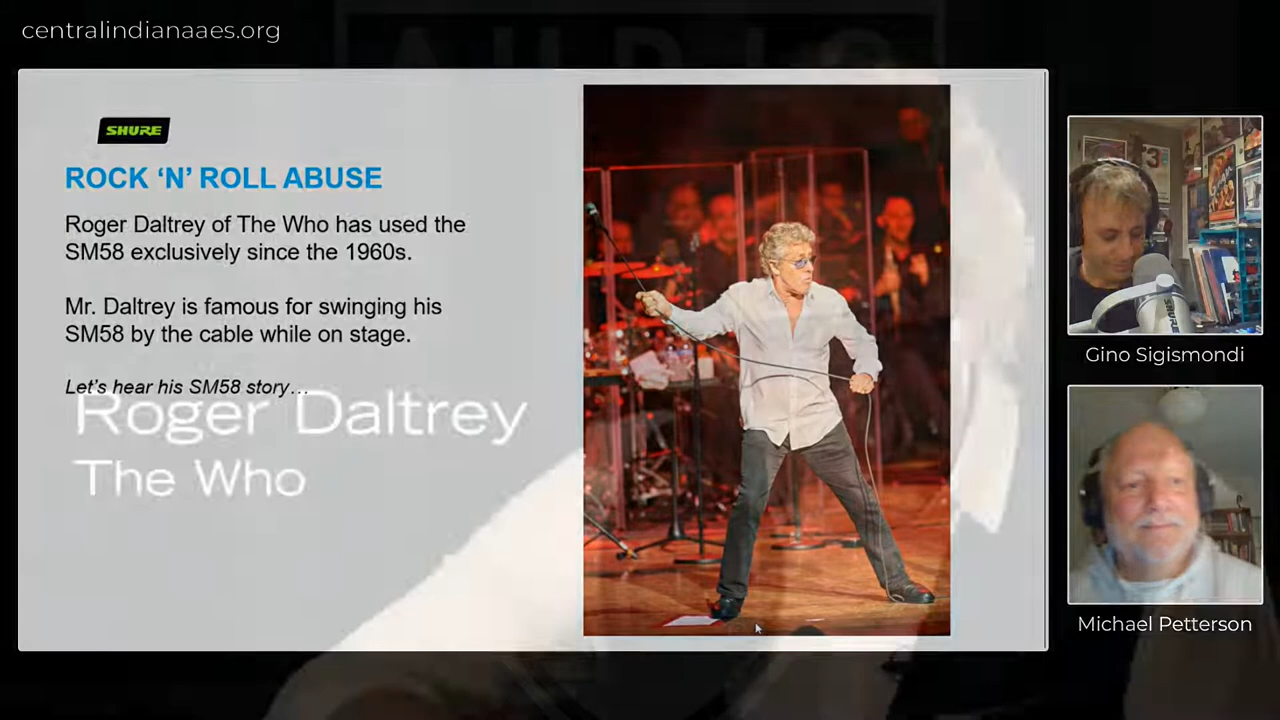 centralindianaaes.org
AUDIO
SHURE
ROCK ‘N’ ROLL ABUSE
Roger Daltrey of The Who has used the
SM58 exclusively since the 1960s.
Mr. Daltrey is famous for swinging his
SM58 by the cable while on stage.
Let’s hear his SM58 story…
Roger Daltrey
The Who
SHURE
Gino Sigismondi
Michael Petterson